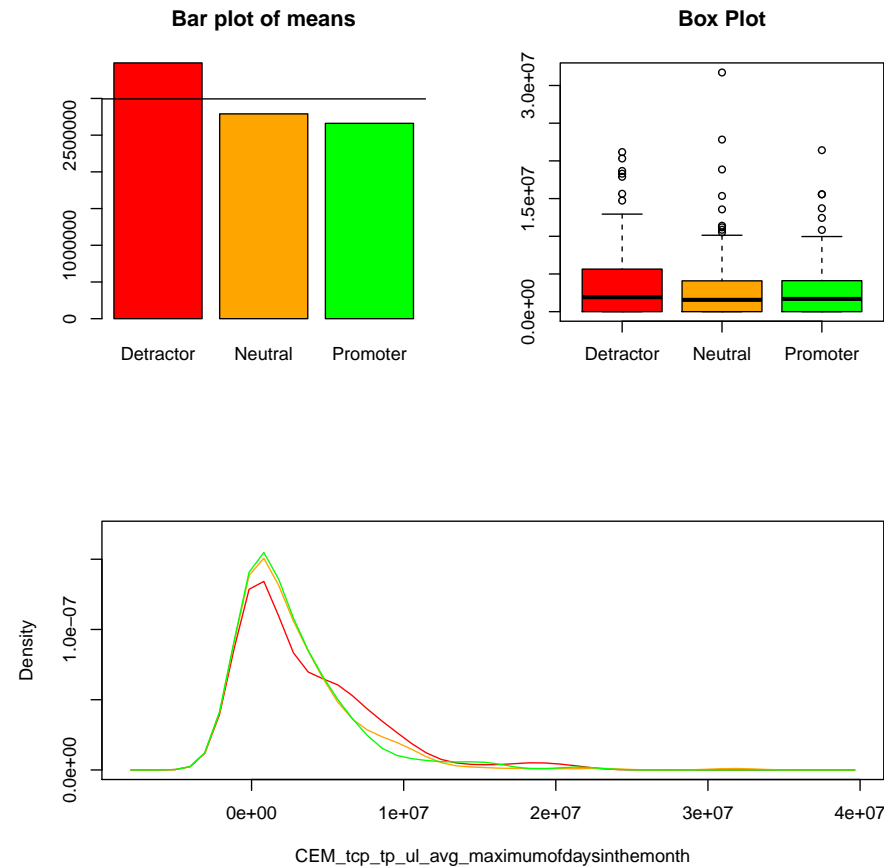 Bar plot of means
2500000
1000000
0
Detractor Neutral Promoter
Box Plot
3.0e+07
1.5e+07
0.0e+00
Detractor Neutral Promoter
Density
1.0e-07
0.0e+00
0e+00 1e+07 2e+07 3e+07 4e+07
CEM_tcp_tp_ul_avg_maximumofdaysinthemonth